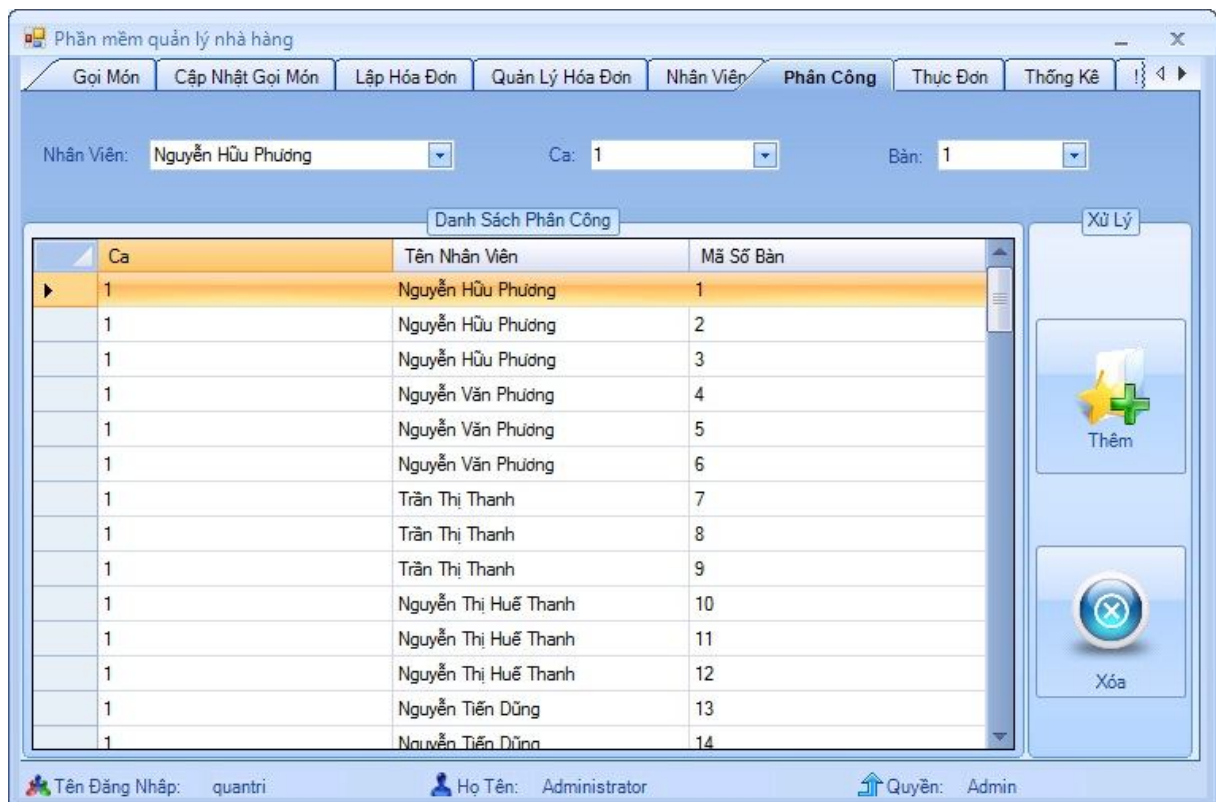 Phần mềm quản lý nhà hàng
Gọi Món Cập Nhật Gọi Món Lập Hóa Đơn Quản Lý Hóa Đơn Nhân Viên Phân Công Thực Đơn Thống Kê
Nhân Viên: Nguyễn Hữu Phương Ca: 1 Bàn: 1
Danh Sách Phân Công Xử Lý
Ca Tên Nhân Viên Mã Số Bàn
1 Nguyễn Hữu Phương 1
1 Nguyễn Hữu Phương 2
1 Nguyễn Hữu Phương 3
1 Nguyễn Văn Phương 4
1 Nguyễn Văn Phương 5
1 Nguyễn Văn Phương 6
1 Trần Thị Thanh 7
1 Trần Thị Thanh 8
1 Trần Thị Thanh 9
1 Nguyễn Thị Huế Thanh 10
1 Nguyễn Thị Huế Thanh 11
1 Nguyễn Thị Huế Thanh 12
1 Nguyễn Tiến Dũng 13
1 Nguyễn Tiến Dũng 14
Thêm
Xóa
Tên Đăng Nhập: quantri Họ Tên: Administrator Quyền: Admin